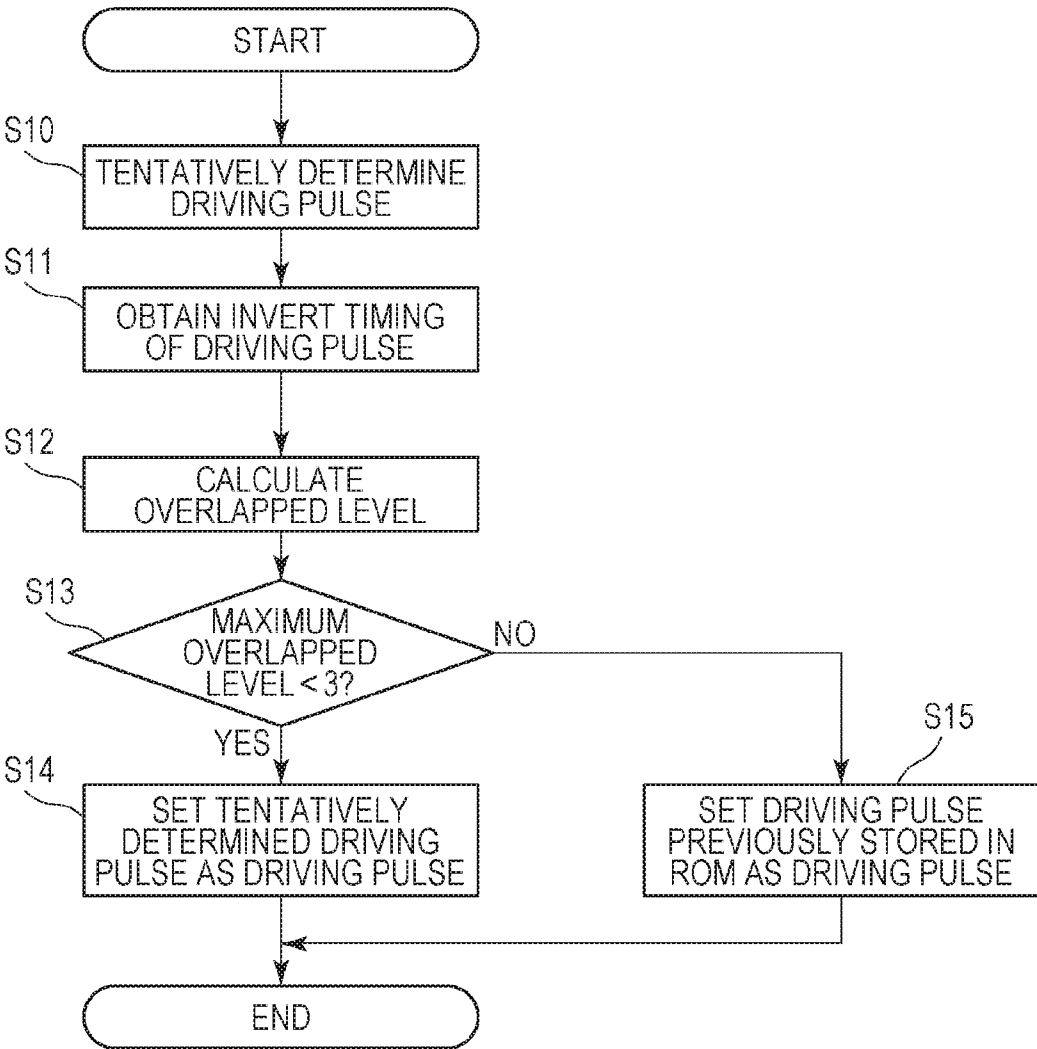 START
S10
TENTATIVELY DETERMINE
DRIVING PULSE
S11
OBTAIN INVERT TIMING
OF DRIVING PULSE
S12
CALCULATE
OVERLAPPED LEVEL
S13
MAXIMUM
OVERLAPPED
LEVEL < 3?
NO
YES
S14
SET TENTATIVELY
DETERMINED DRIVING
PULSE AS DRIVING PULSE
S15
SET DRIVING PULSE
PREVIOUSLY STORED IN
ROM AS DRIVING PULSE
END